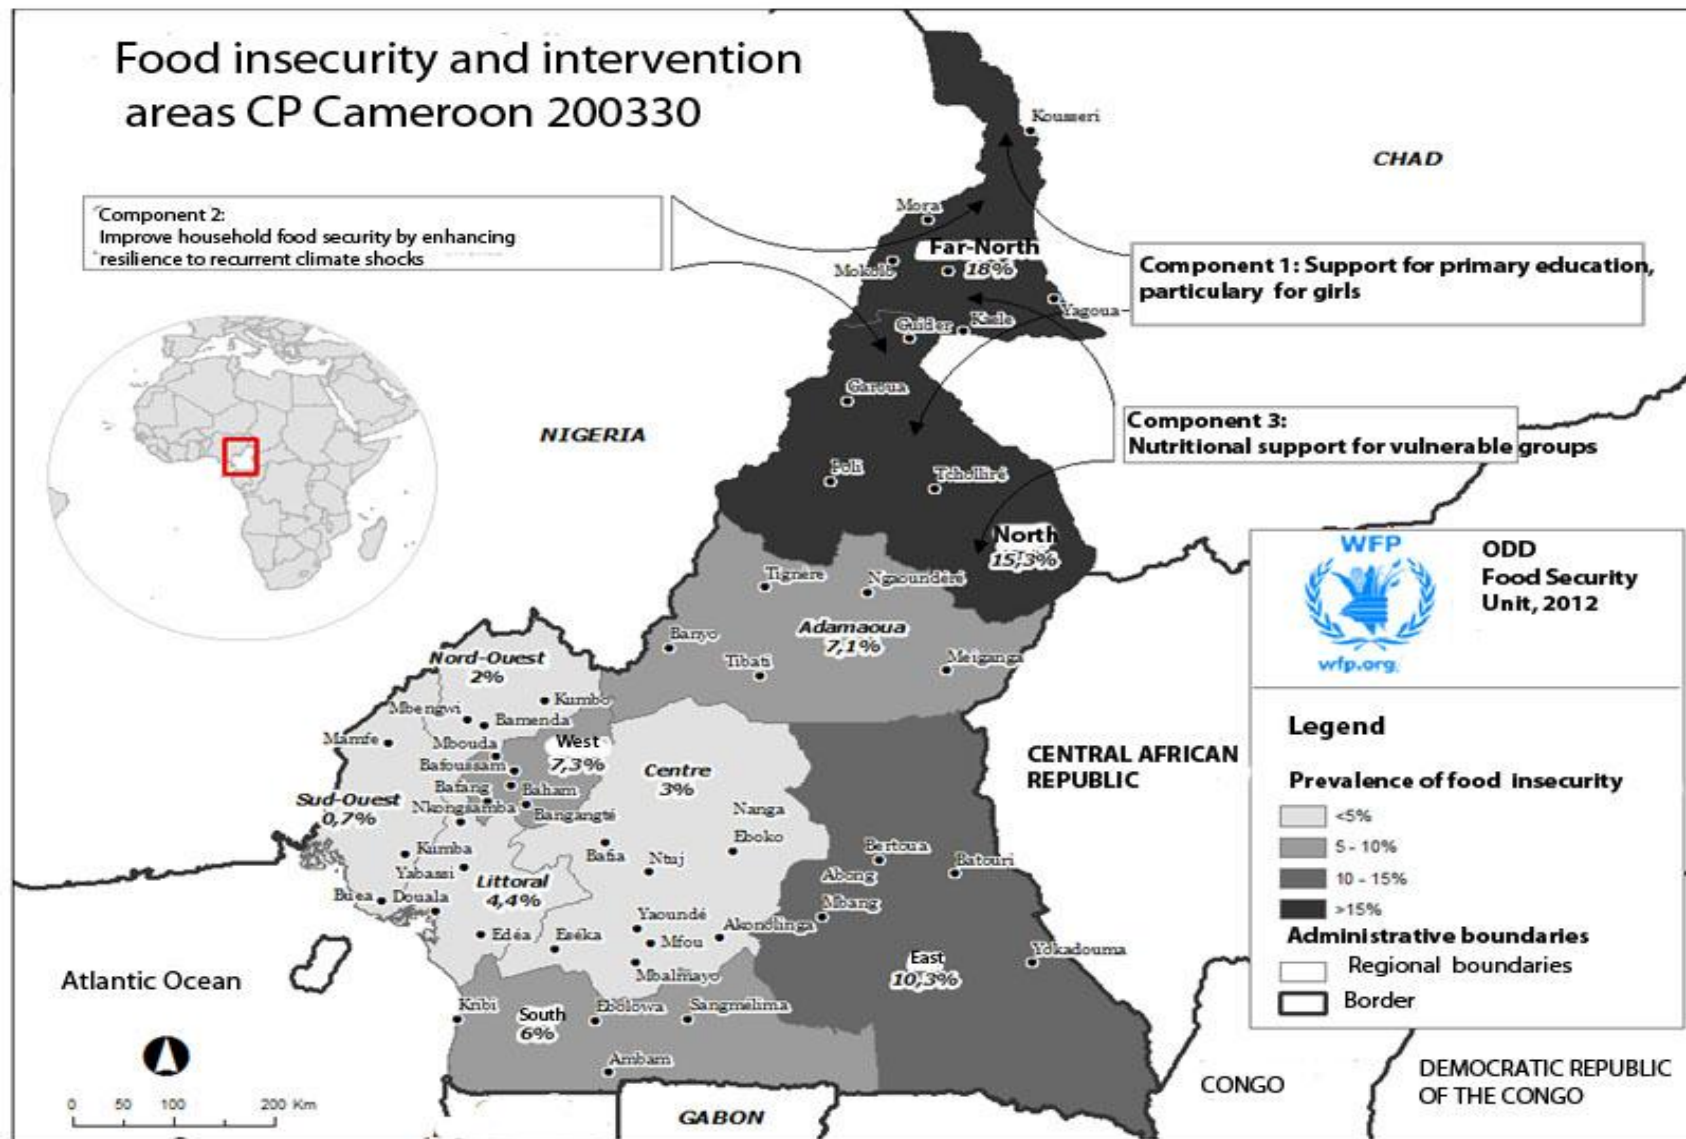 Food insecurity and intervention
areas CP Cameroon 200330
Kousseri
CHAD
Component 2:
Improve household food security by enhancing
resilience to recurrent climate shocks
Mora
Far-North
18%
Mokolo
Component 1: Support for primary education,
particulary for girls
Yagoua
Guider
Kaele
Garoua
NIGERIA
Component 3:
Nutritional support for vulnerable groups
Poli
Tcholliré
North
15,3%
WFP
wfp.org
ODD
Food Security
Unit, 2012
Tignère
Ngaoundéré
Adamaoua
7,1%
Banyo
Tibati
Meiganga
Nord-Ouest
2%
Kumbo
Mbengwi
Bamenda
Mamfe
Mbouda
West
7,3%
Bafoussam
Bafang
Baham
Nkongsamba
Bangangté
Centre
3%
Sud-Ouest
0,7%
Nanga
Eboko
Kumba
Bafia
Ntuj
Yabassi
Littoral
4,4%
Buea
Douala
Edéa
Eséka
Yaoundé
Mfou
Akondlinga
Mbalmayo
Bertoua
Batouri
Abong
Mbang
East
10,3%
Yokadouma
CENTRAL AFRICAN
REPUBLIC
Legend
Prevalence of food insecurity
<5%
5 - 10%
10 - 15%
>15%
Administrative boundaries
Regional boundaries
Border
Atlantic Ocean
Kribi
South
6%
Ebolowa
Sangmelima
Ambam
0 50 100 200 Km
GABON
CONGO
DEMOCRATIC REPUBLIC
OF THE CONGO